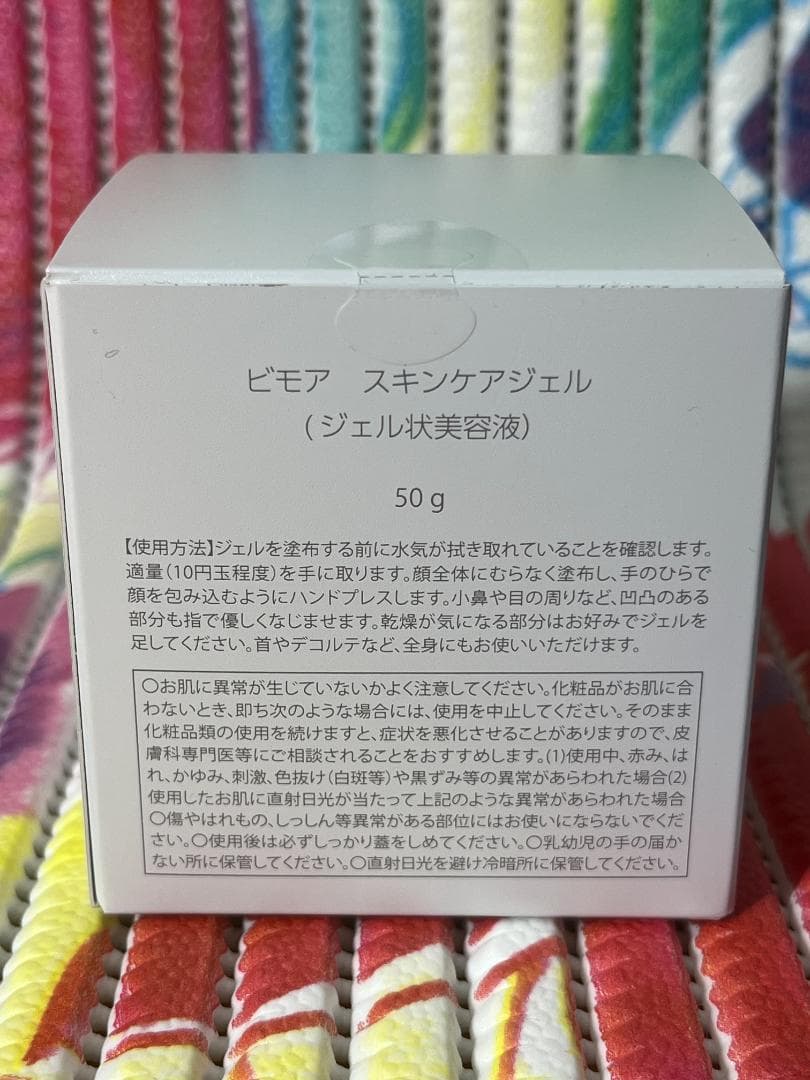 ビモア　スキンケアジェル
(ジェル状美容液)
50 g
【使用方法】ジェルを塗布する前に水気が拭き取れていることを確認します。
適量(10円玉程度)を手に取ります。顔全体にむらなく塗布し、手のひらで
顔を包み込むようにハンドプレスします。小鼻や目の周りなど、凹凸のある
部分も指で優しくなじませます。乾燥が気になる部分はお好みでジェルを
足してください。首やデコルテなど、全身にもお使いいただけます。
〇お肌に異常が生じていないかよく注意してください。化粧品がお肌に合
わないとき、即ち次のような場合には、使用を中止してください。そのまま
化粧品類の使用を続けますと、症状を悪化させることがありますので、皮
膚科専門医等にご相談されることをおすすめします。(1)使用中、赤み、は
れ、かゆみ、刺激、色抜け(白斑等)や黒ずみ等の異常があらわれた場合(2)
使用したお肌に直射日光が当たって上記のような異常があらわれた場合
〇傷やはれもの、しっしん等異常がある部位にはお使いにならないでくだ
さい。〇使用後は必ずしっかり蓋をしめてください。〇乳幼児の手の届か
ない所に保管してください。〇直射日光を避け冷暗所に保管してください。